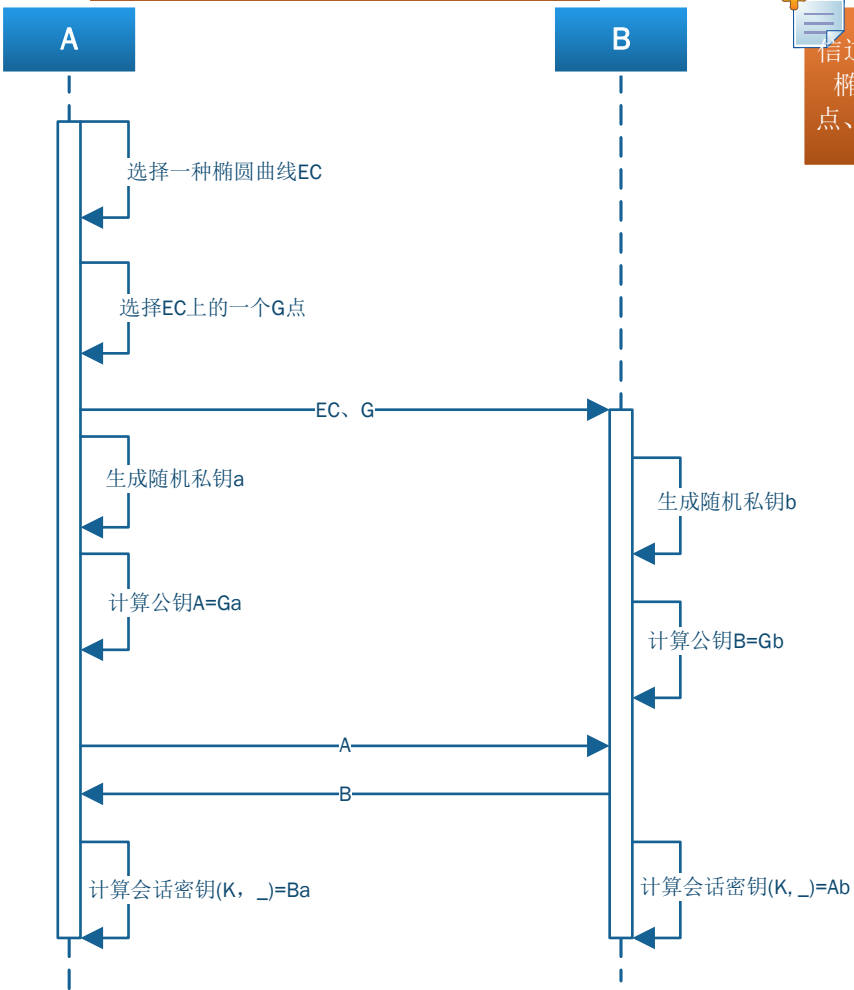 A
B
信
椭
点、
选择一种椭圆曲线EC
选择EC上的一个G点
EC、G
生成随机私钥a
生成随机私钥b
计算公钥A=Ga
计算公钥B=Gb
A
B
计算会话密钥(K，_)=Ba
计算会话密钥(K, _)=Ab